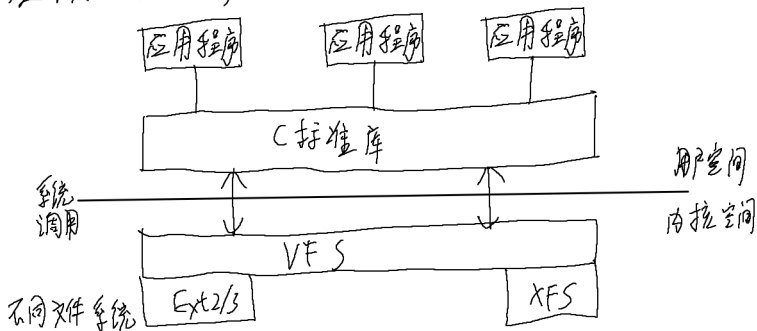 应用程序 应用程序 应用程序
C标准库
系统
调用
用户空间
内核空间
VFS
不同文件系统 Ext2/3 XFS